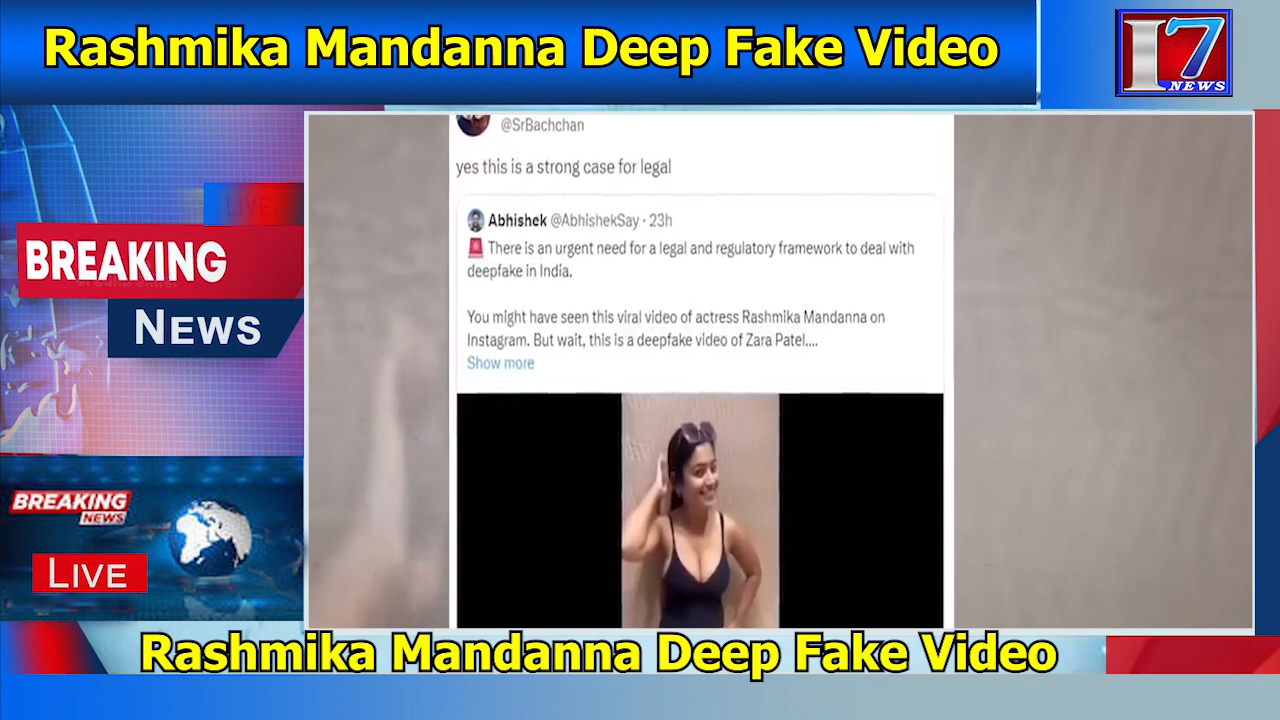 Rashmika Mandanna Deep Fake Video
17
NEWS
@SrBachchan
yes this is a strong case for legal
Abhishek @AbhishekSay · 23h
🚨 There is an urgent need for a legal and regulatory framework to deal with
deepfake in India.
You might have seen this viral video of actress Rashmika Mandanna on
Instagram. But wait, this is a deepfake video of Zara Patel....
Show more
LIVE
BREAKING
NEWS
BREAKING
NEWS
LIVE
Rashmika Mandanna Deep Fake Video